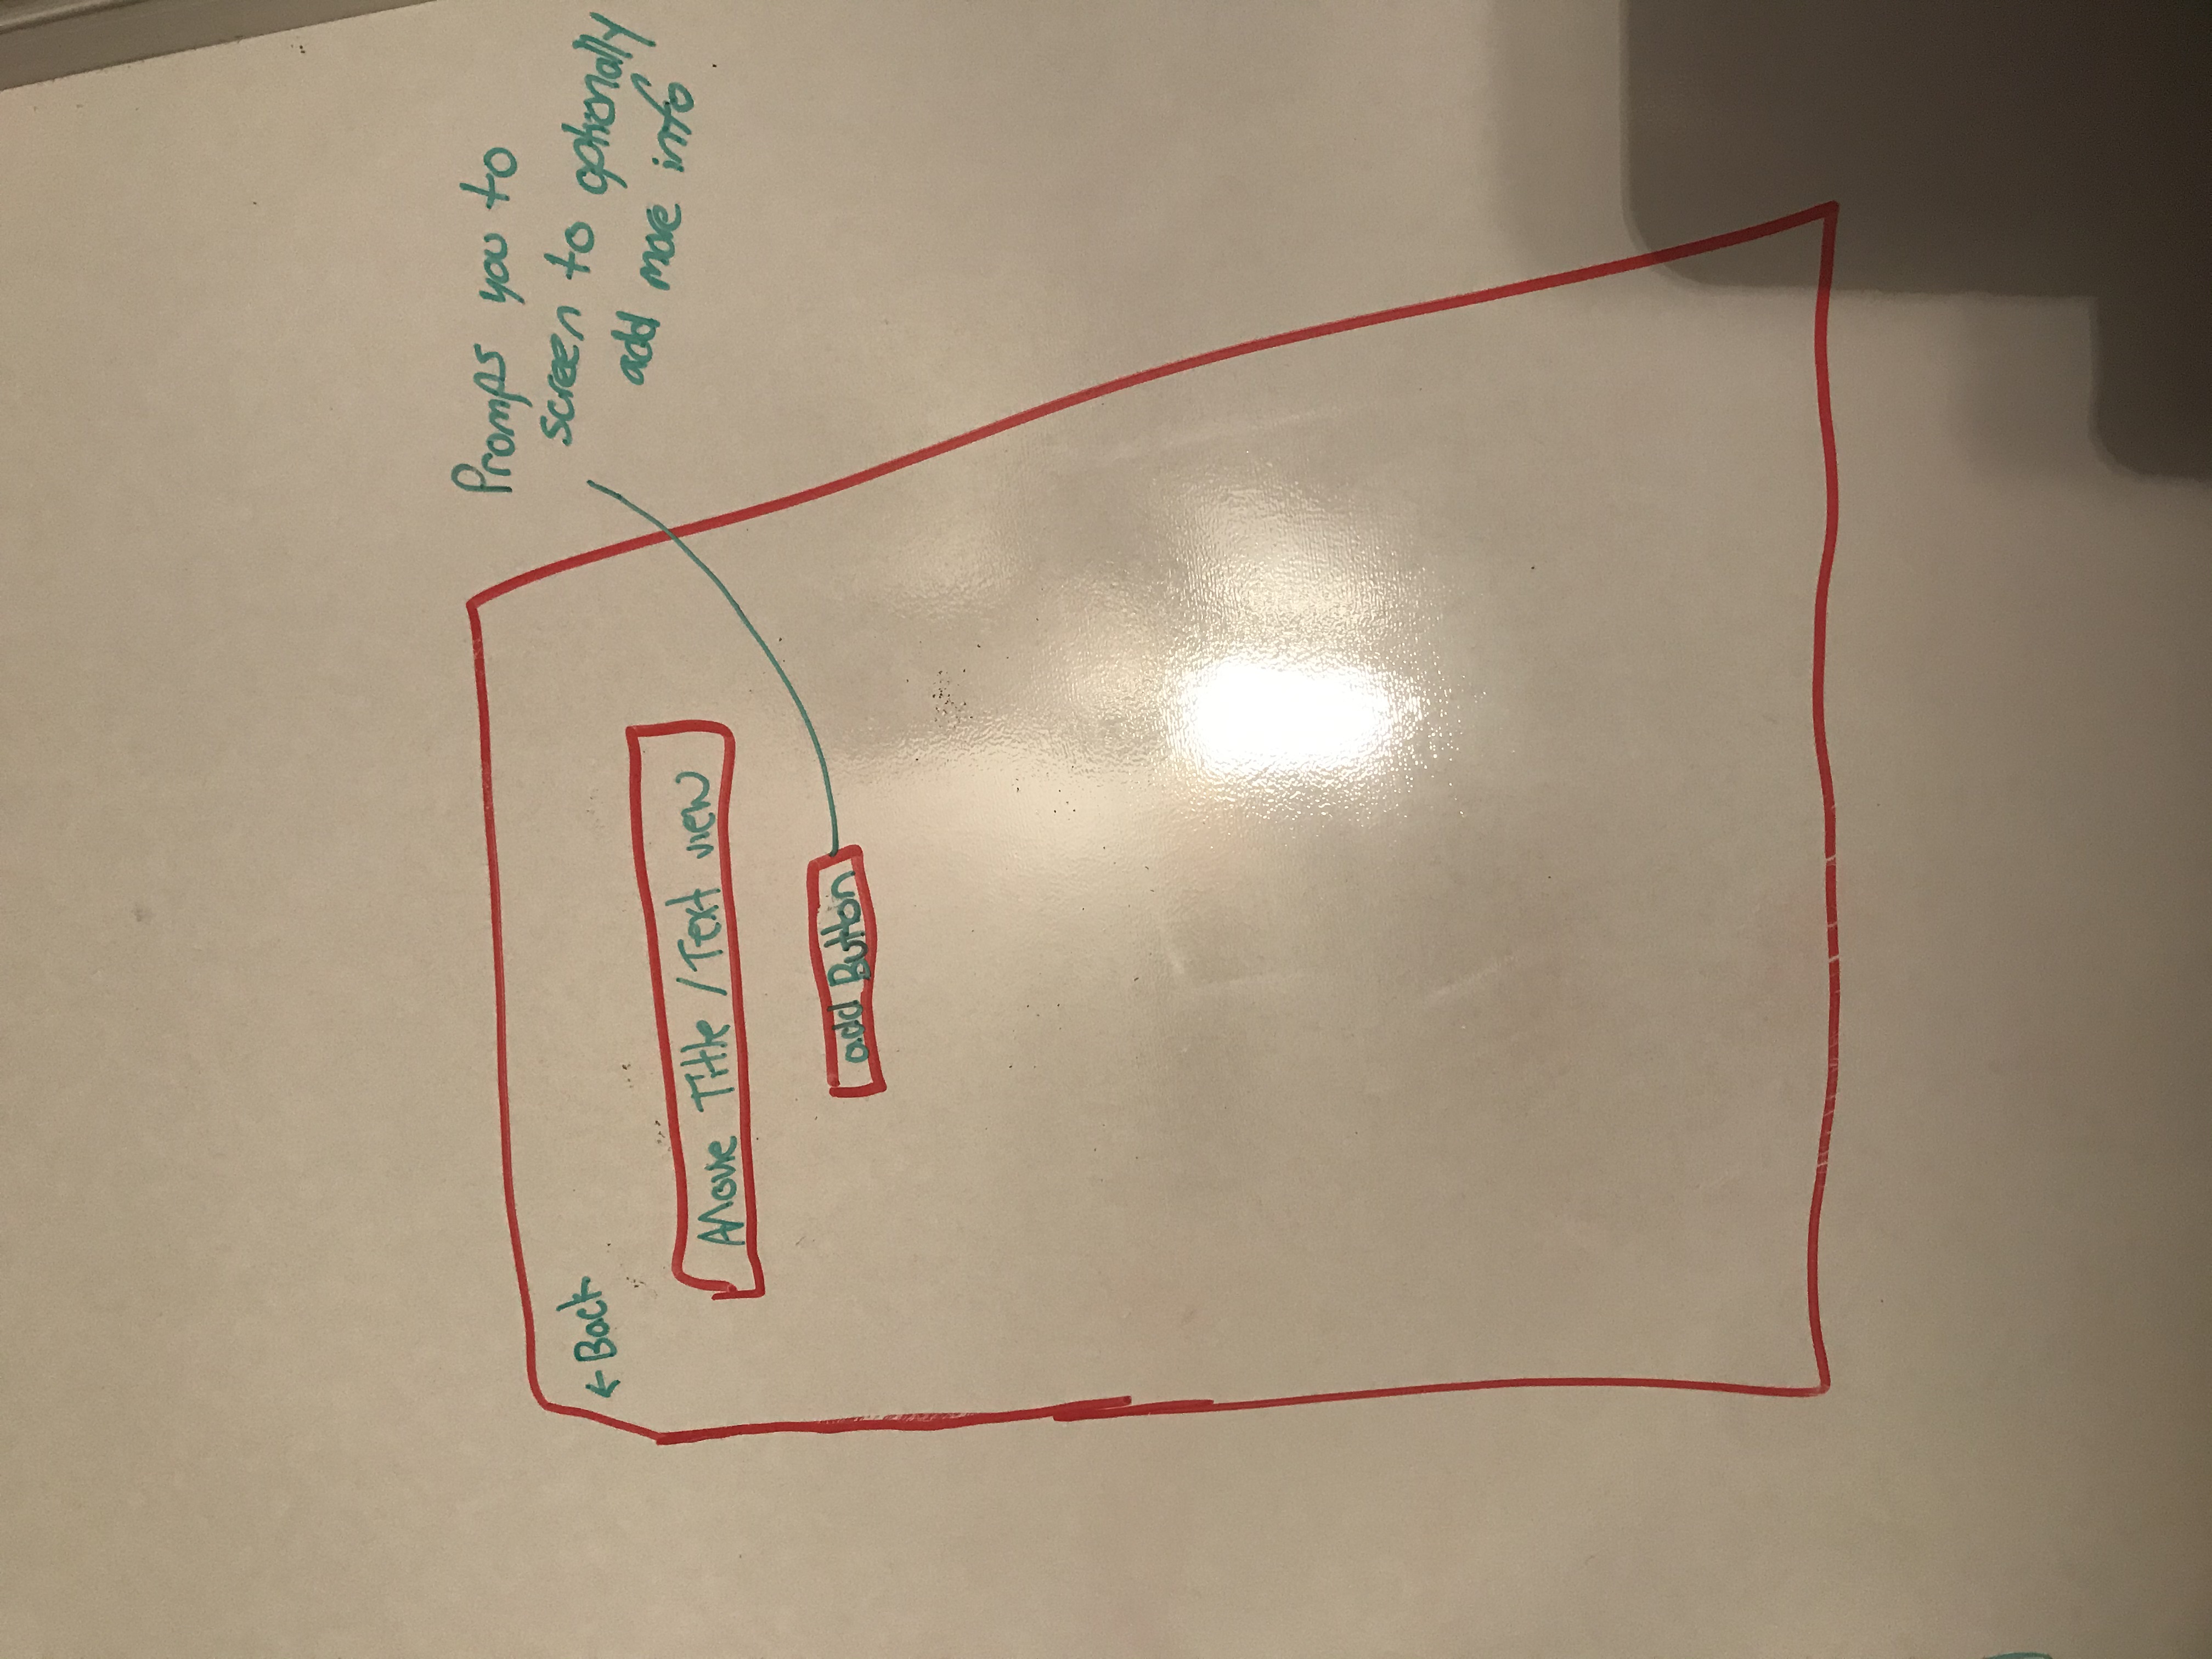 Promps you to
screen to optionally
add more info
← Back
Movie Title / Text view
add Button